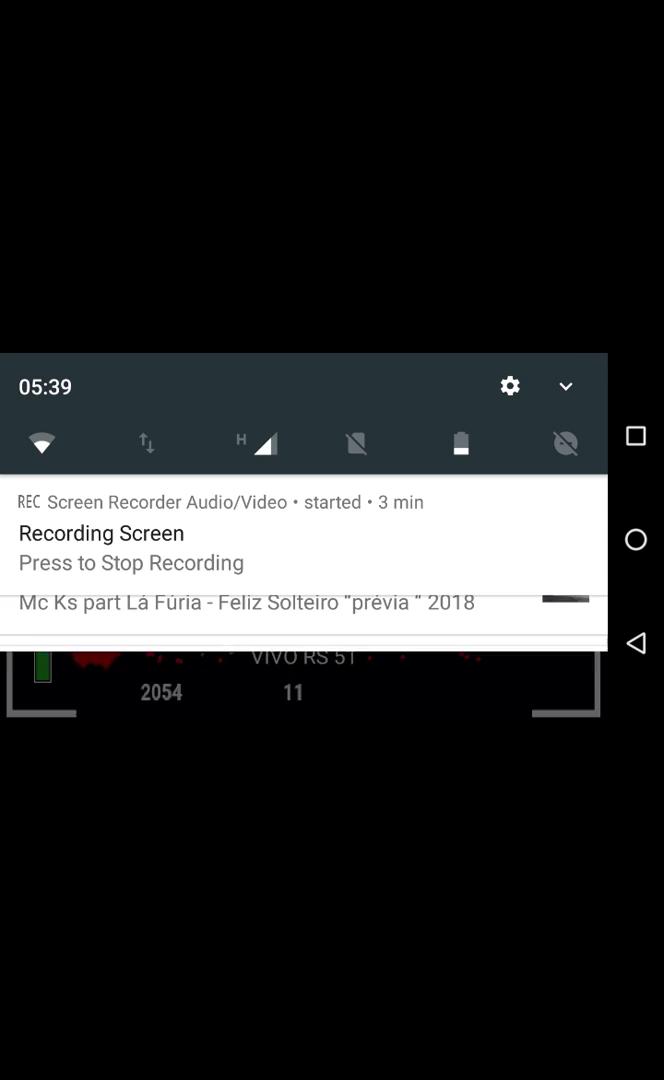 05:39
H
REC Screen Recorder Audio/Video • started • 3 min
Recording Screen
Press to Stop Recording
Mc Ks part Lá Fúria - Feliz Solteiro "prévia " 2018
VIVO RS 51
2054 11